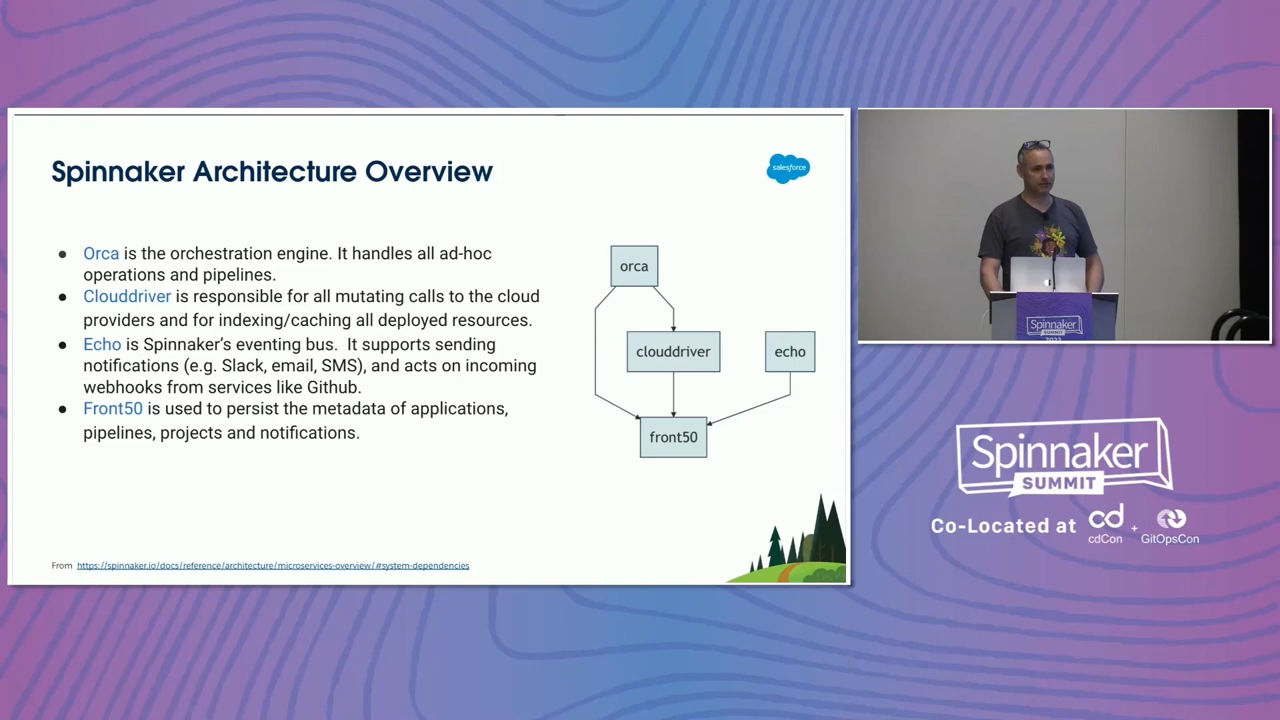 Spinnaker Architecture Overview
salesforce
● Orca is the orchestration engine. It handles all ad-hoc
operations and pipelines.
● Clouddriver is responsible for all mutating calls to the cloud
providers and for indexing/caching all deployed resources.
● Echo is Spinnaker's eventing bus. It supports sending
notifications (e.g. Slack, email, SMS), and acts on incoming
webhooks from services like Github.
● Front50 is used to persist the metadata of applications,
pipelines, projects and notifications.
orca
clouddriver
echo
front50
From https://spinnaker.io/docs/reference/architecture/microservices-overview/#system-dependencies
Spinnaker
SUMMIT
2023
Spinnaker
SUMMIT
Co-Located at cd cdCon + GitOpsCon